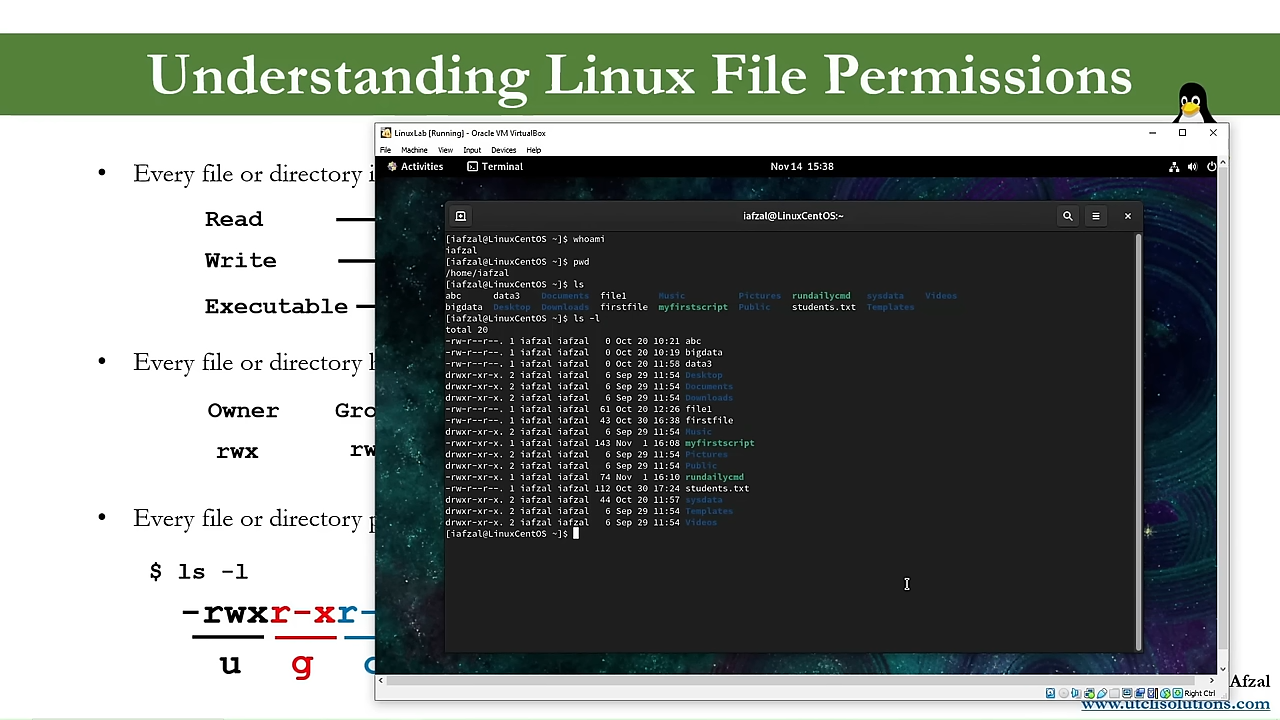 Understanding Linux File Permissions
• Every file or directory i
Read
Write
Executable
• Every file or directory
Owner Gro
rwx rw
• Every file or directory
$ ls -l
-rwxr-xr-
u g
LinuxLab [Running] - Oracle VM VirtualBox
File Machine View Input Devices Help
Activities Terminal Nov 14 15:38
iafzal@LinuxCentOS:~
[iafzal@LinuxCentOS ~]$ whoami
iafzal
[iafzal@LinuxCentOS ~]$ pwd
/home/iafzal
[iafzal@LinuxCentOS ~]$ ls
abc data3 Documents file1 Music Pictures rundailycmd sysdata Videos
bigdata Desktop Downloads firstfile myfirstscript Public students.txt Templates
[iafzal@LinuxCentOS ~]$ ls -l
total 20
-rw-r--r--. 1 iafzal iafzal 0 Oct 20 10:21 abc
-rw-r--r--. 1 iafzal iafzal 0 Oct 20 10:19 bigdata
-rw-r--r--. 1 iafzal iafzal 0 Oct 20 11:58 data3
drwxr-xr-x. 2 iafzal iafzal 6 Sep 29 11:54 Desktop
drwxr-xr-x. 2 iafzal iafzal 6 Sep 29 11:54 Documents
drwxr-xr-x. 2 iafzal iafzal 6 Sep 29 11:54 Downloads
-rw-r--r--. 1 iafzal iafzal 61 Oct 20 12:26 file1
-rw-r--r--. 1 iafzal iafzal 43 Oct 30 16:38 firstfile
drwxr-xr-x. 2 iafzal iafzal 6 Sep 29 11:54 Music
-rwxr-xr-x. 1 iafzal iafzal 143 Nov 1 16:08 myfirstscript
drwxr-xr-x. 2 iafzal iafzal 6 Sep 29 11:54 Pictures
drwxr-xr-x. 2 iafzal iafzal 6 Sep 29 11:54 Public
-rwxr-xr-x. 1 iafzal iafzal 74 Nov 1 16:10 rundailycmd
-rw-r--r--. 1 iafzal iafzal 112 Oct 30 17:24 students.txt
drwxr-xr-x. 2 iafzal iafzal 44 Oct 20 11:57 sysdata
drwxr-xr-x. 2 iafzal iafzal 6 Sep 29 11:54 Templates
drwxr-xr-x. 2 iafzal iafzal 6 Sep 29 11:54 Videos
[iafzal@LinuxCentOS ~]$
Right Ctrl
Afzal
www.utclisolutions.com